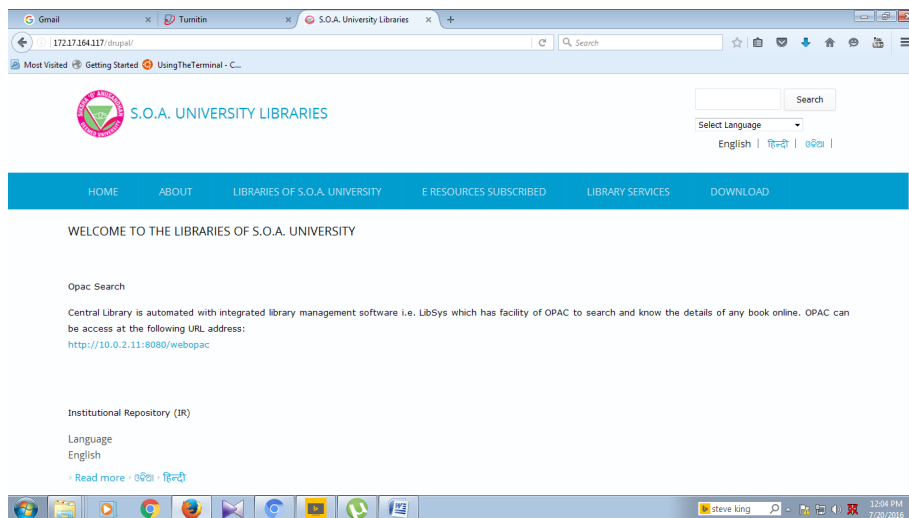 Gmail
Turnitin
S.O.A. University Libraries
172.17.164.117/drupal/
Search
Most Visited Getting Started UsingTheTerminal - C...
S.O.A. UNIVERSITY LIBRARIES
Search
Select Language
English | हिन्दी | ଓଡ଼ିଆ |
HOME ABOUT LIBRARIES OF S.O.A. UNIVERSITY E RESOURCES SUBSCRIBED LIBRARY SERVICES DOWNLOAD
WELCOME TO THE LIBRARIES OF S.O.A. UNIVERSITY
Opac Search
Central Library is automated with integrated library management software i.e. LibSys which has facility of OPAC to search and know the details of any book online. OPAC can
be access at the following URL address:
http://10.0.2.11:8080/webopac
Institutional Repository (IR)
Language
English
Read more ଓଡ଼ିଆ हिन्दी
steve king
12:04 PM
7/20/2016